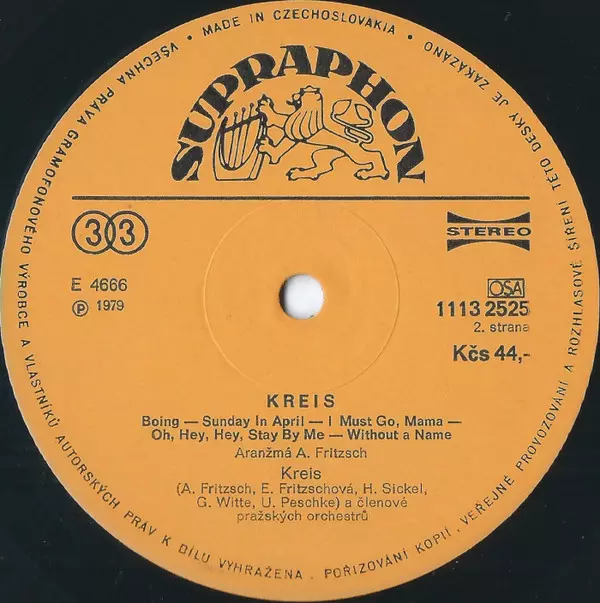 VŠECHNA PRÁVA GRAMOFONOVÉHO VÝROBCE A VLASTNÍKŮ AUTORSKÝCH PRÁV K DÍLU VYHRAŽENA. POŘIZOVÁNÍ KOPIÍ, VEŘEJNÉ PROVOZOVÁNÍ A ROZHLASOVÉ ŠÍŘENÍ TÉTO DESKY JE ZAKÁZÁNO
• MADE IN CZECHOSLOVAKIA •
SUPRAPHON
33
STEREO
E 4666
Ⓟ 1979
OSA
1113 2525
2. strana
Kčs 44,-
KREIS
Boing — Sunday In April — I Must Go, Mama —
Oh, Hey, Hey, Stay By Me — Without a Name
Aranžmá A. Fritzsch
Kreis
(A. Fritzsch, E. Fritzschová, H. Sickel,
G. Witte, U. Peschke) a členové
pražských orchestrů